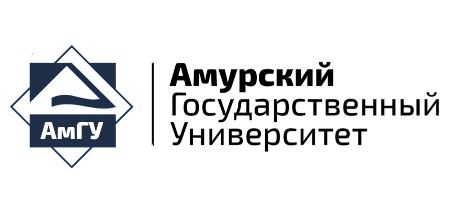 АмГУ
Амурский
Государственный
Университет